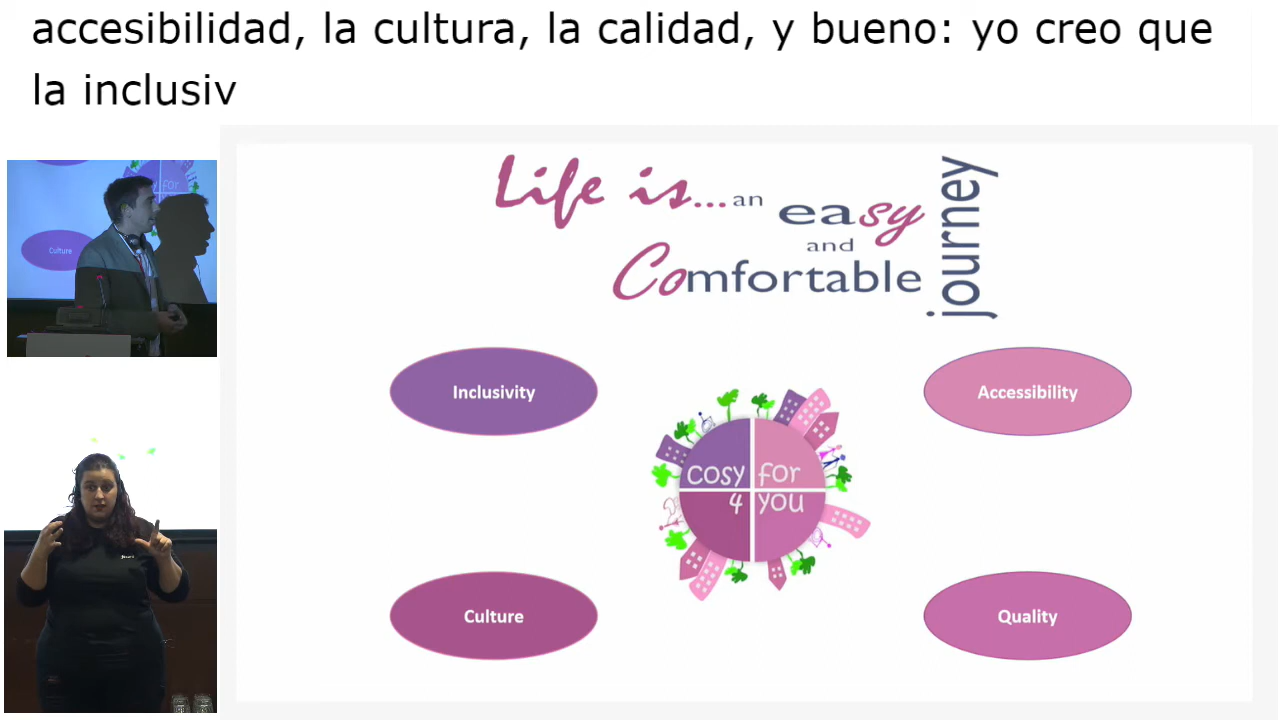 accesibilidad, la cultura, la calidad, y bueno: yo creo que
la inclusiv
Life is... an easy journey
and
Comfortable
Inclusivity
Accessibility
cosy for
4 you
Culture
Quality
Culture